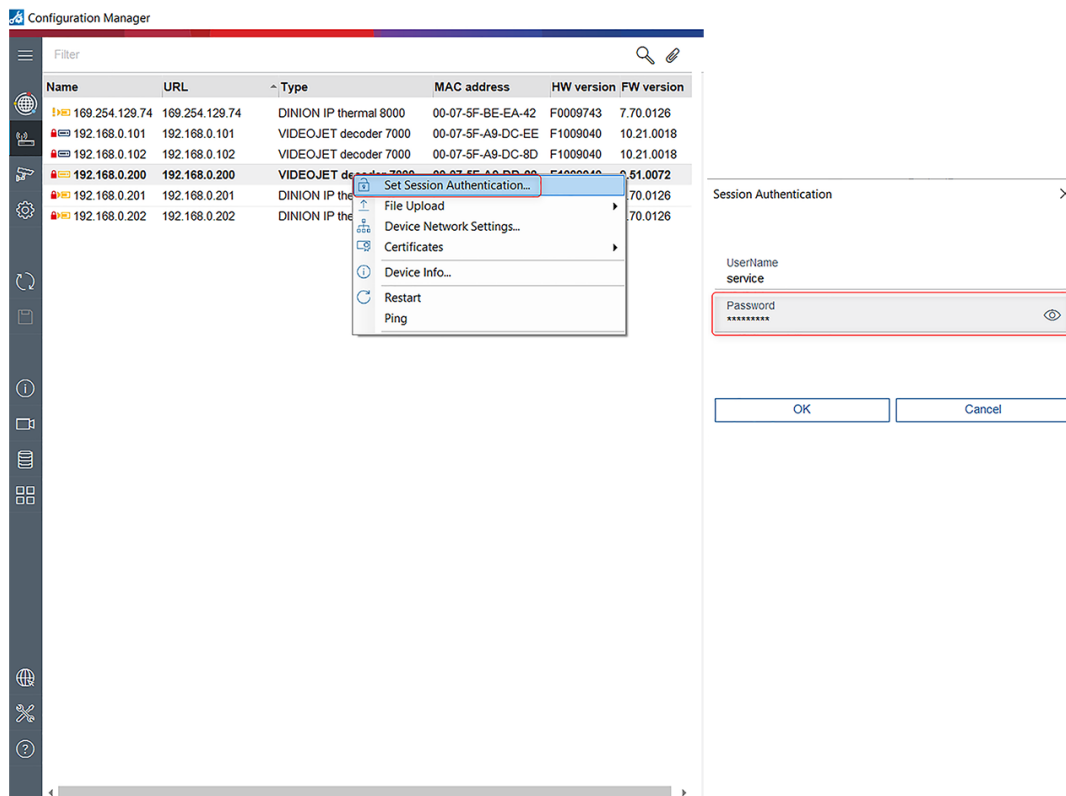 Configuration Manager
Filter
Name URL Type MAC address HW version FW version
169.254.129.74 169.254.129.74 DINION IP thermal 8000 00-07-5F-BE-EA-42 F0009743 7.70.0126
192.168.0.101 192.168.0.101 VIDEOJET decoder 7000 00-07-5F-A9-DC-EE F1009040 10.21.0018
192.168.0.102 192.168.0.102 VIDEOJET decoder 7000 00-07-5F-A9-DC-8D F1009040 10.21.0018
192.168.0.200 192.168.0.200 VIDEOJET .51.0072
192.168.0.201 192.168.0.201 DINION IP the .70.0126
192.168.0.202 192.168.0.202 DINION IP the .70.0126
Set Session Authentication...
File Upload
Device Network Settings...
Certificates
Device Info...
Restart
Ping
Session Authentication
UserName
service
Password
*********
OK Cancel